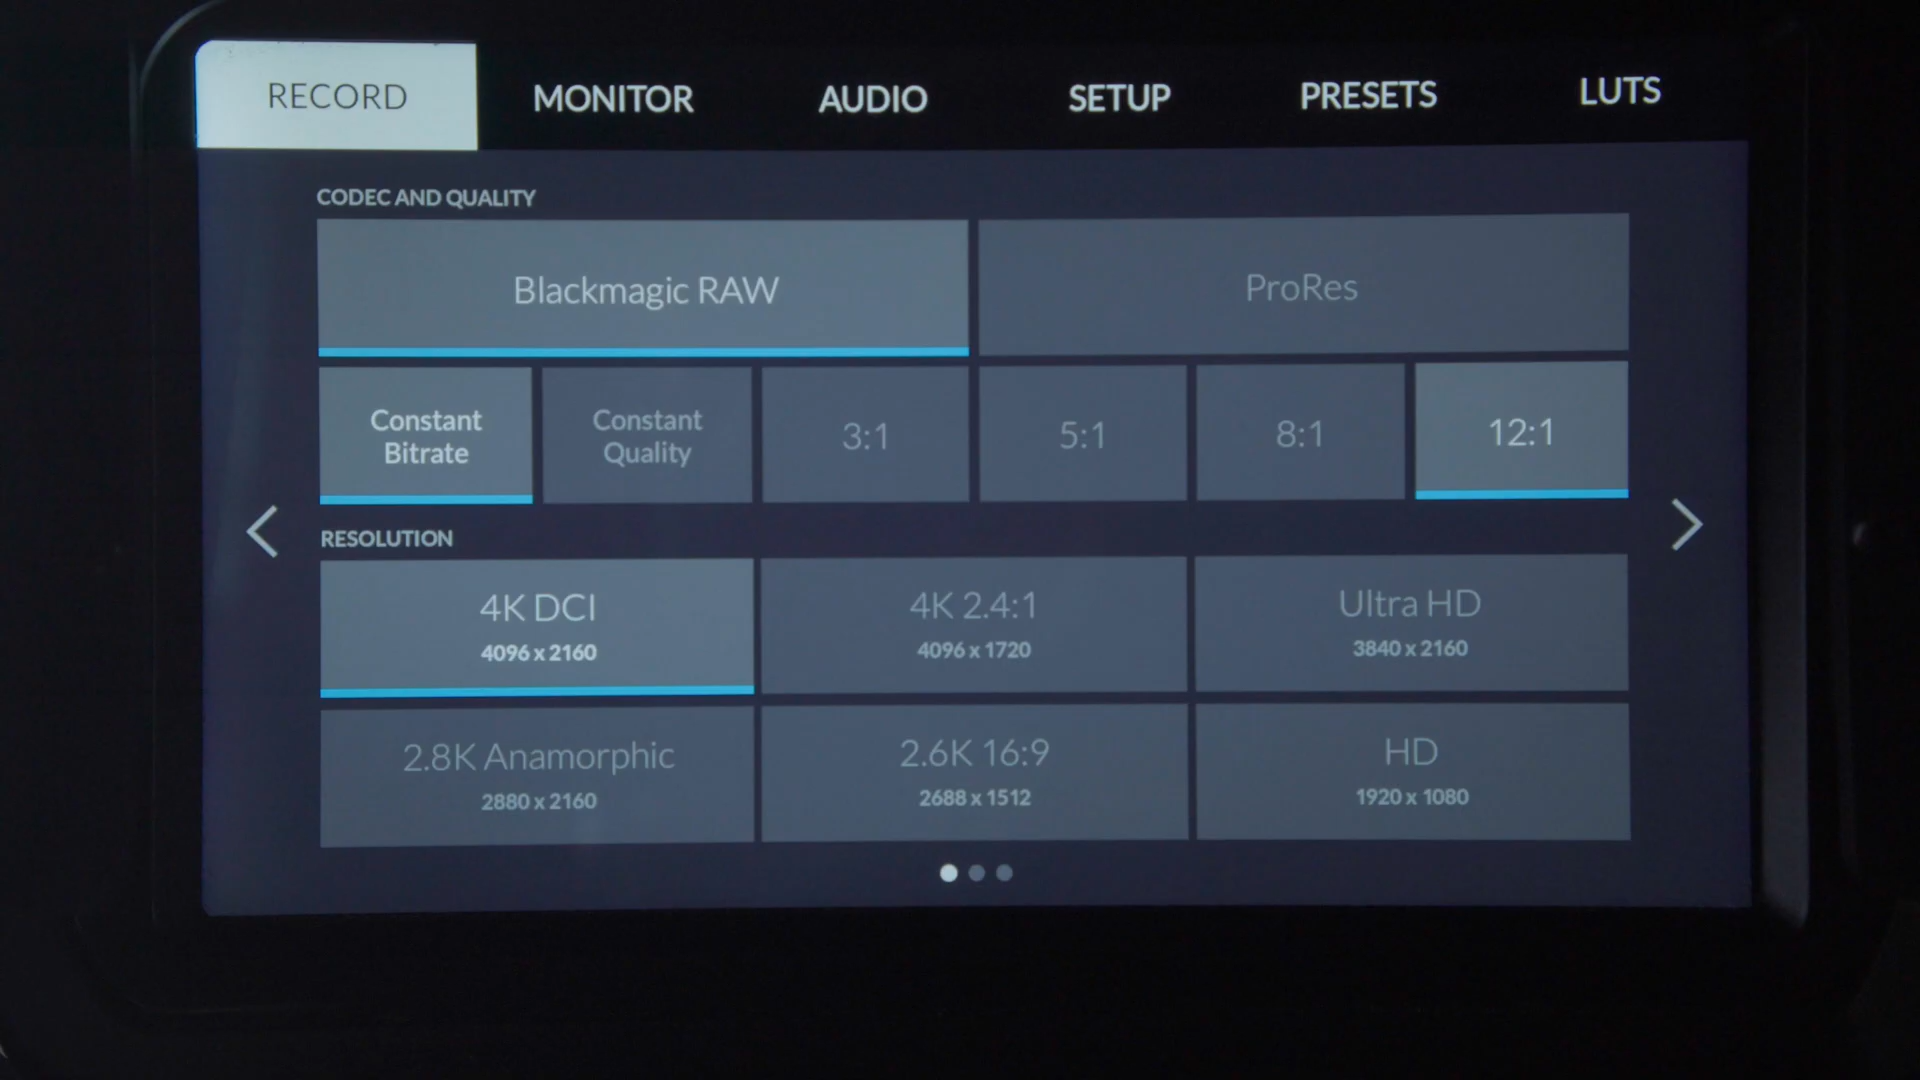 RECORD MONITOR AUDIO SETUP PRESETS LUTS
CODEC AND QUALITY
Blackmagic RAW ProRes
Constant Bitrate Constant Quality 3:1 5:1 8:1 12:1
RESOLUTION
4K DCI 4K 2.4:1 Ultra HD
4096 x 2160 4096 x 1720 3840 x 2160
2.8K Anamorphic 2.6K 16:9 HD
2880 x 2160 2688 x 1512 1920 x 1080